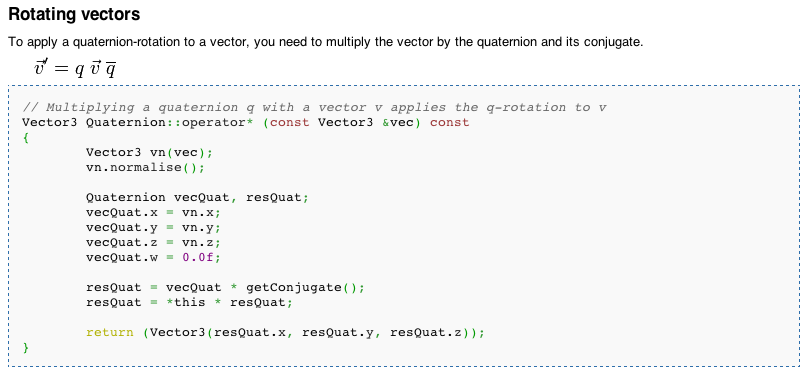 Rotating vectors
To apply a quaternion-rotation to a vector, you need to multiply the vector by the quaternion and its conjugate.
v⃗′ = q v⃗ q̅
// Multiplying a quaternion q with a vector v applies the q-rotation to v
Vector3 Quaternion::operator* (const Vector3 &vec) const
{
        Vector3 vn(vec);
        vn.normalise();

        Quaternion vecQuat, resQuat;
        vecQuat.x = vn.x;
        vecQuat.y = vn.y;
        vecQuat.z = vn.z;
        vecQuat.w = 0.0f;

        resQuat = vecQuat * getConjugate();
        resQuat = *this * resQuat;

        return (Vector3(resQuat.x, resQuat.y, resQuat.z));
}